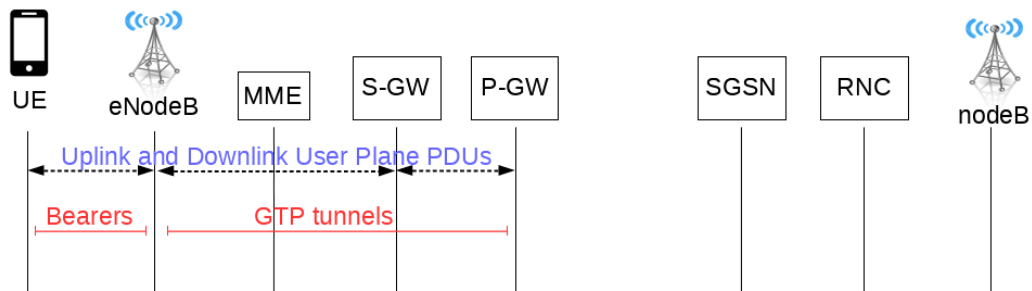 UE
eNodeB
MME
S-GW
P-GW
SGSN
RNC
nodeB
Uplink and Downlink User Plane PDUs
Bearers
GTP tunnels